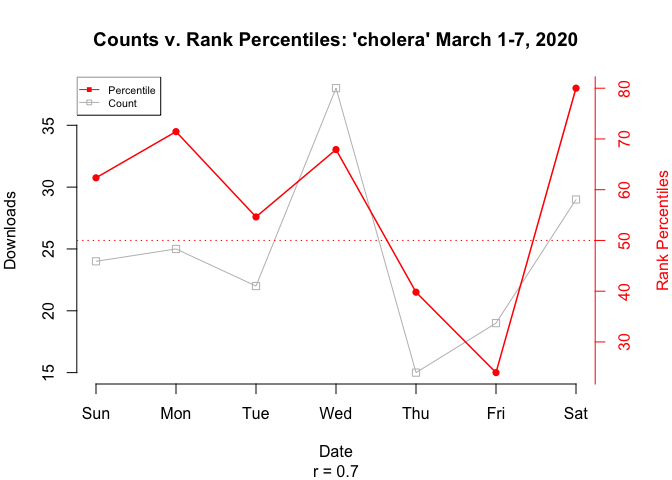 Counts v. Rank Percentiles: 'cholera' March 1-7, 2020
Percentile
Count
Downloads
35
30
25
20
15
80
70
60
50
40
30
Rank Percentiles
Sun Mon Tue Wed Thu Fri Sat
Date
r = 0.7